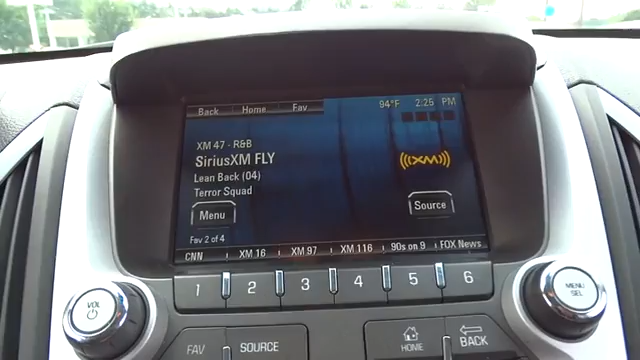 Back Home Fav 94°F 2:25 PM
XM 47 - R&B
SiriusXM FLY
((XM))
Lean Back (04)
Terror Squad
Menu Source
Fav 2 of 4
CNN XM 16 XM 97 XM 116 90s on 9 FOX News
1 2 3 4 5 6
VOL
MENU
SEL
FAV SOURCE HOME BACK